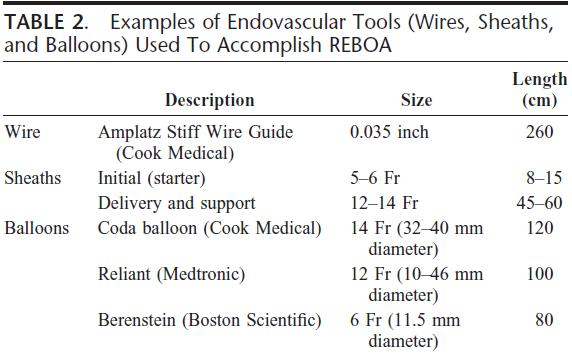 TABLE 2. Examples of Endovascular Tools (Wires, Sheaths,
and Balloons) Used To Accomplish REBOA
Description Size Length
(cm)
Wire Amplatz Stiff Wire Guide 0.035 inch 260
(Cook Medical)
Sheaths Initial (starter) 5–6 Fr 8–15
Delivery and support 12–14 Fr 45–60
Balloons Coda balloon (Cook Medical) 14 Fr (32–40 mm 120
diameter)
Reliant (Medtronic) 12 Fr (10–46 mm 100
diameter)
Berenstein (Boston Scientific) 6 Fr (11.5 mm 80
diameter)